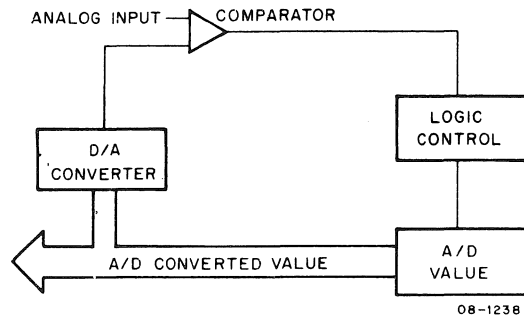 ANALOG INPUT
COMPARATOR
LOGIC
CONTROL
D/A
CONVERTER
A/D CONVERTED VALUE
A/D
VALUE
08-1238